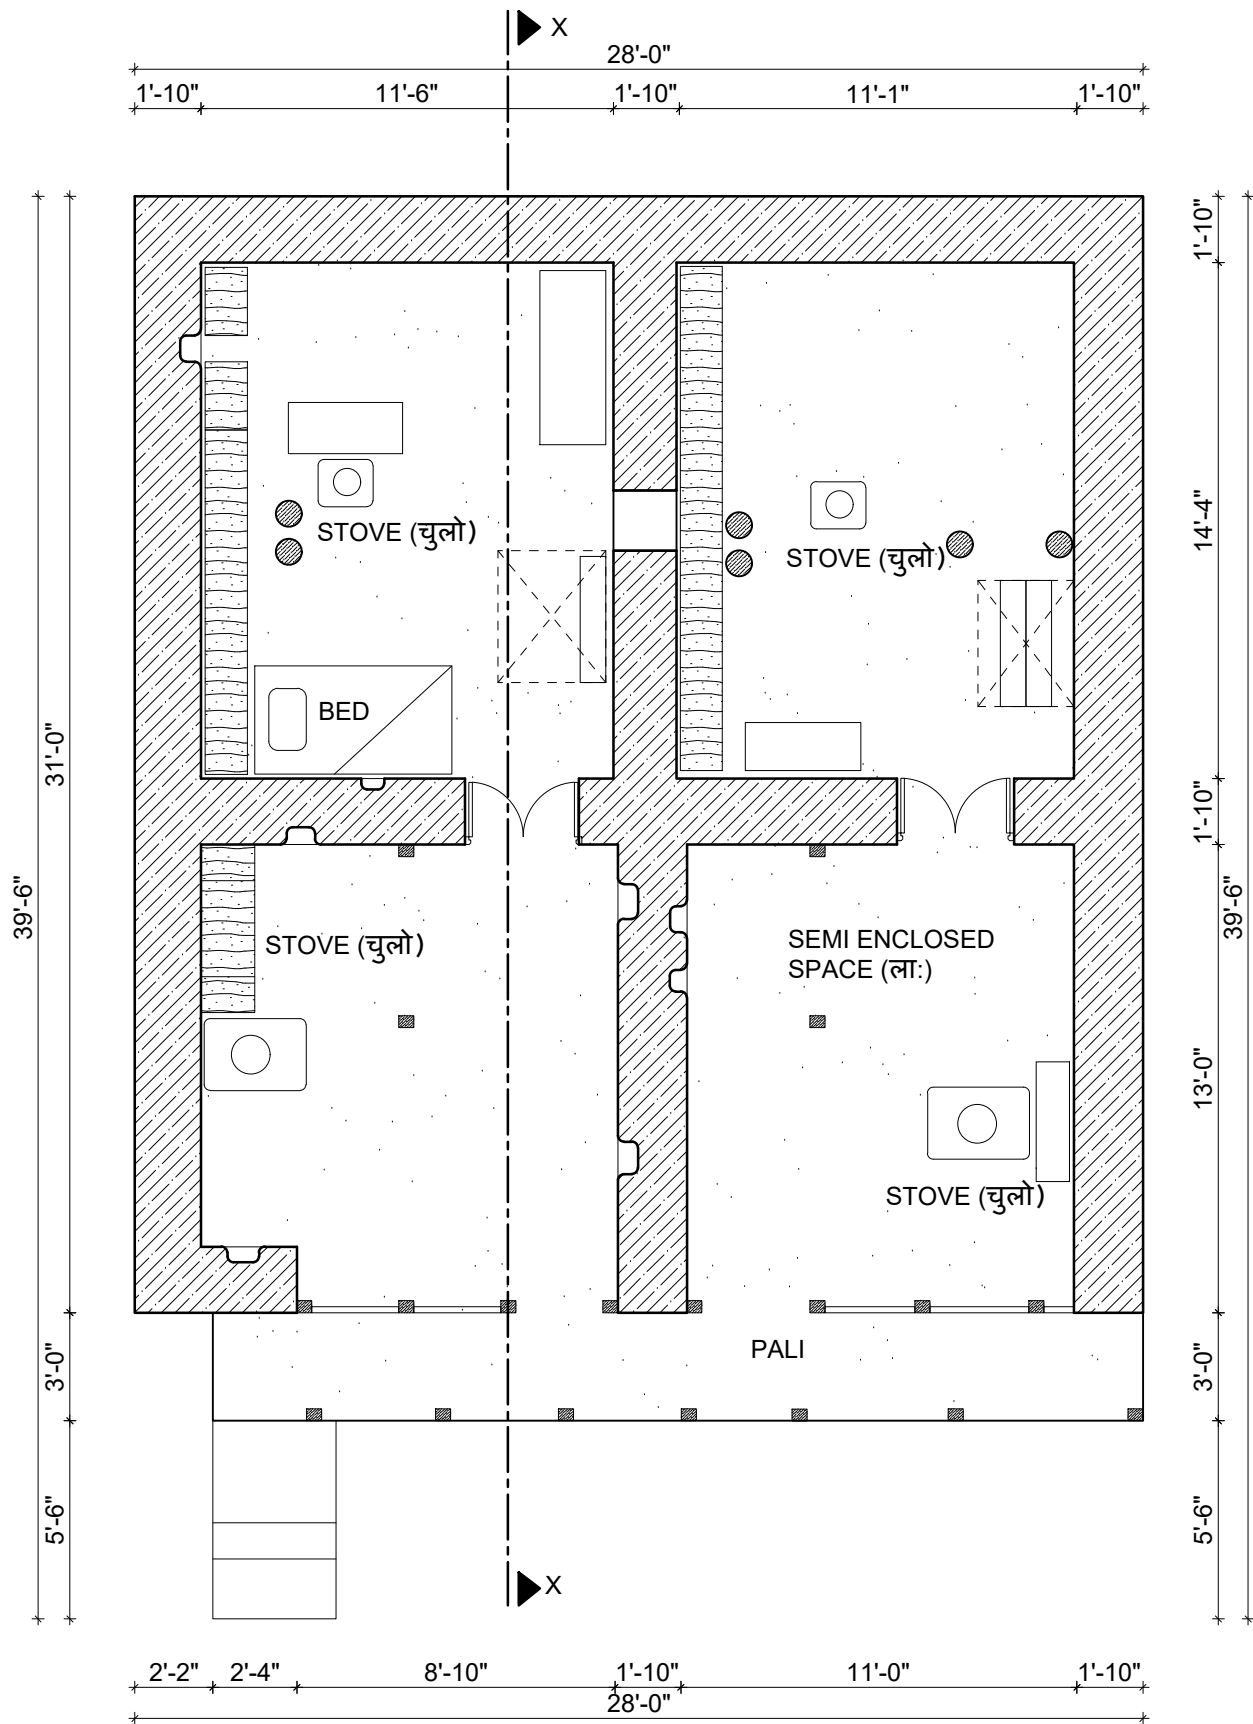 X
28'-0"
1'-10" 11'-6" 1'-10" 11'-1" 1'-10"
1'-10"
STOVE (चुलो)
STOVE (चुलो)
14'-4"
BED
31'-0"
1'-10"
39'-6"
39'-6"
STOVE (चुलो)
SEMI ENCLOSED
SPACE (ला:)
13'-0"
STOVE (चुलो)
PALI
3'-0"
3'-0"
5'-6"
5'-6"
X
2'-2" 2'-4" 8'-10" 1'-10" 11'-0" 1'-10"
28'-0"